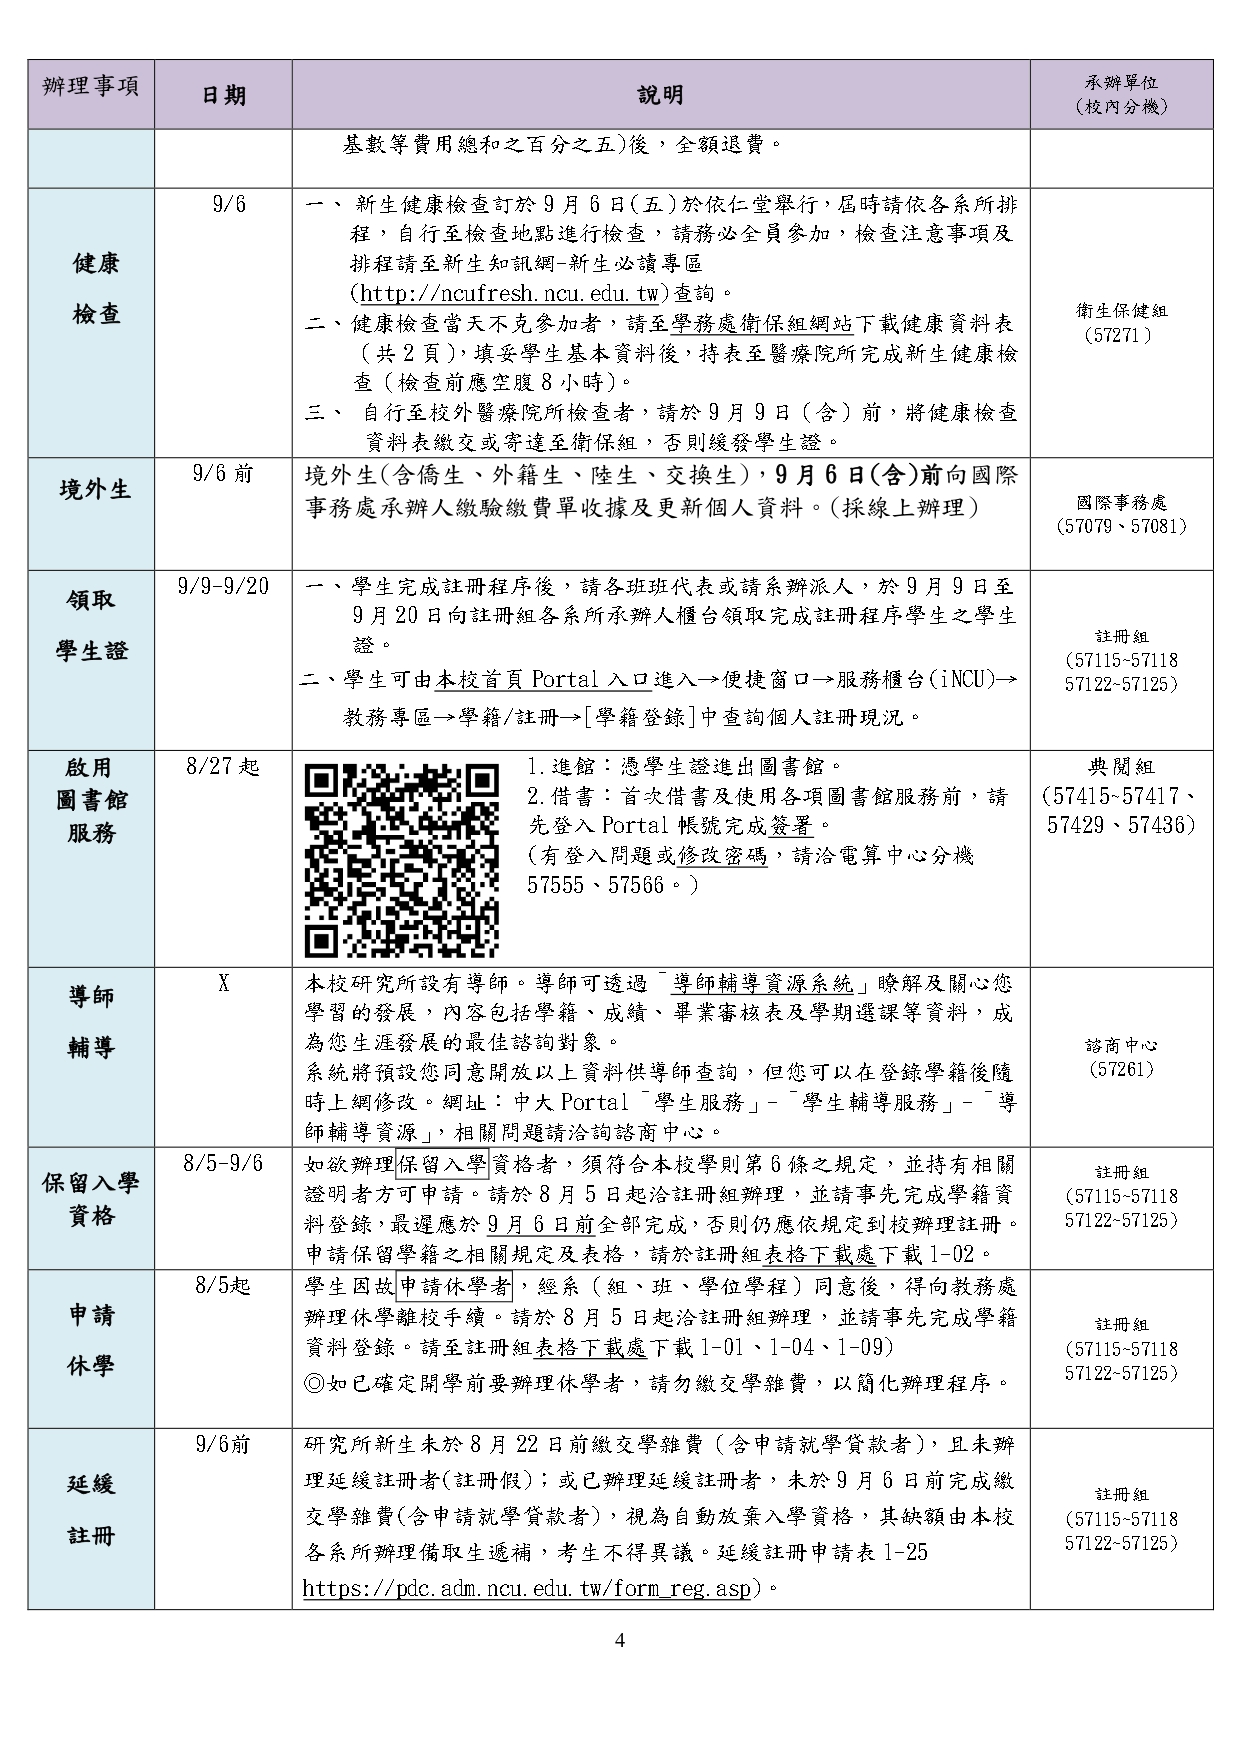 辦理事項
日期
說明
承辦單位
(校內分機)
基數等費用總和之百分之五)後，全額退費。
健康
檢查
9/6
一、 新生健康檢查訂於 9 月 6 日(五)於依仁堂舉行，屆時請依各系所排
程，自行至檢查地點進行檢查，請務必全員參加，檢查注意事項及
排程請至新生知訊網-新生必讀專區
(http://ncufresh.ncu.edu.tw)查詢。
二、健康檢查當天不克參加者，請至學務處衛保組網站下載健康資料表
（共 2 頁），填妥學生基本資料後，持表至醫療院所完成新生健康檢
查（檢查前應空腹 8 小時）。
三、 自行至校外醫療院所檢查者，請於 9 月 9 日（含）前，將健康檢查
資料表繳交或寄達至衛保組，否則緩發學生證。
衛生保健組
(57271)
境外生
9/6 前
境外生(含僑生、外籍生、陸生、交換生)，9 月 6 日(含)前向國際
事務處承辦人繳驗繳費單收據及更新個人資料。(採線上辦理)
國際事務處
(57079、57081)
領取
學生證
9/9-9/20
一、學生完成註冊程序後，請各班班代表或請系辦派人，於 9 月 9 日至
9 月 20 日向註冊組各系所承辦人櫃台領取完成註冊程序學生之學生
證。
二、學生可由本校首頁 Portal 入口進入→便捷窗口→服務櫃台(iNCU)→
教務專區→學籍/註冊→[學籍登錄]中查詢個人註冊現況。
註冊組
(57115~57118
57122~57125)
啟用
圖書館
服務
8/27 起
1.進館：憑學生證進出圖書館。
2.借書：首次借書及使用各項圖書館服務前，請
先登入 Portal 帳號完成簽署。
(有登入問題或修改密碼，請洽電算中心分機
57555、57566。)
典閱組
(57415~57417、
57429、57436)
導師
輔導
X
本校研究所設有導師。導師可透過「導師輔導資源系統」瞭解及關心您
學習的發展，內容包括學籍、成績、畢業審核表及學期選課等資料，成
為您生涯發展的最佳諮詢對象。
系統將預設您同意開放以上資料供導師查詢，但您可以在登錄學籍後隨
時上網修改。網址：中大 Portal「學生服務」-「學生輔導服務」-「導
師輔導資源」，相關問題請洽詢諮商中心。
諮商中心
(57261)
保留入學
資格
8/5-9/6
如欲辦理保留入學資格者，須符合本校學則第 6 條之規定，並持有相關
證明者方可申請。請於 8 月 5 日起洽註冊組辦理，並請事先完成學籍資
料登錄，最遲應於 9 月 6 日前全部完成，否則仍應依規定到校辦理註冊。
申請保留學籍之相關規定及表格，請於註冊組表格下載處下載 1-02。
註冊組
(57115~57118
57122~57125)
申請
休學
8/5起
學生因故申請休學者，經系（組、班、學位學程）同意後，得向教務處
辦理休學離校手續。請於 8 月 5 日起洽註冊組辦理，並請事先完成學籍
資料登錄。請至註冊組表格下載處下載 1-01、1-04、1-09)
◎如已確定開學前要辦理休學者，請勿繳交學雜費，以簡化辦理程序。
註冊組
(57115~57118
57122~57125)
延緩
註冊
9/6前
研究所新生未於 8 月 22 日前繳交學雜費（含申請就學貸款者），且未辦
理延緩註冊者(註冊假)；或已辦理延緩註冊者，未於 9 月 6 日前完成繳
交學雜費(含申請就學貸款者)，視為自動放棄入學資格，其缺額由本校
各系所辦理備取生遞補，考生不得異議。延緩註冊申請表 1-25
https://pdc.adm.ncu.edu.tw/form_reg.asp)。
註冊組
(57115~57118
57122~57125)
4